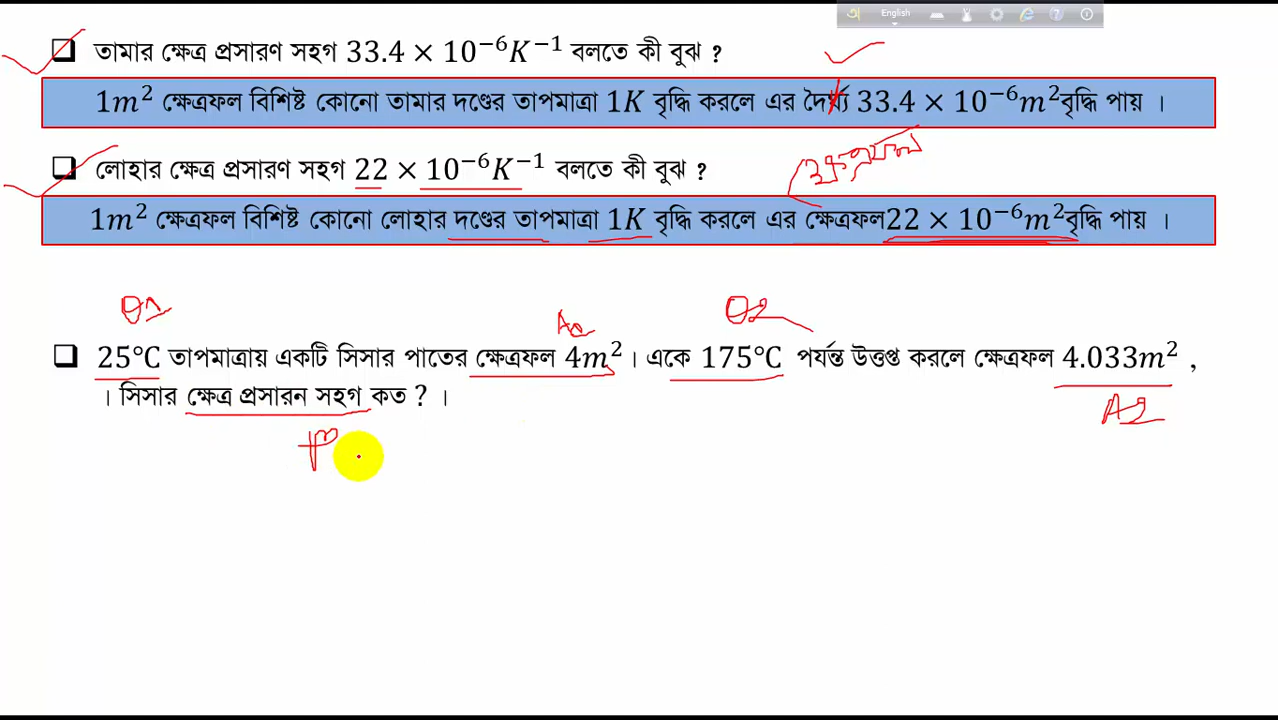 English
তামার ক্ষেত্র প্রসারণ সহগ 33.4 × 10⁻⁶K⁻¹ বলতে কী বুঝ ?
1m² ক্ষেত্রফল বিশিষ্ট কোনো তামার দণ্ডের তাপমাত্রা 1K বৃদ্ধি করলে এর দৈর্ঘ্য 33.4 × 10⁻⁶m²বৃদ্ধি পায় ।
লোহার ক্ষেত্র প্রসারণ সহগ 22 × 10⁻⁶K⁻¹ বলতে কী বুঝ ?
1m² ক্ষেত্রফল বিশিষ্ট কোনো লোহার দণ্ডের তাপমাত্রা 1K বৃদ্ধি করলে এর ক্ষেত্রফল22 × 10⁻⁶m²বৃদ্ধি পায় ।
θ1 θ2
25°C তাপমাত্রায় একটি সিসার পাতের ক্ষেত্রফল 4m² । একে 175°C পর্যন্ত উত্তপ্ত করলে ক্ষেত্রফল 4.033m² ,
। সিসার ক্ষেত্র প্রসারন সহগ কত ? ।
A2